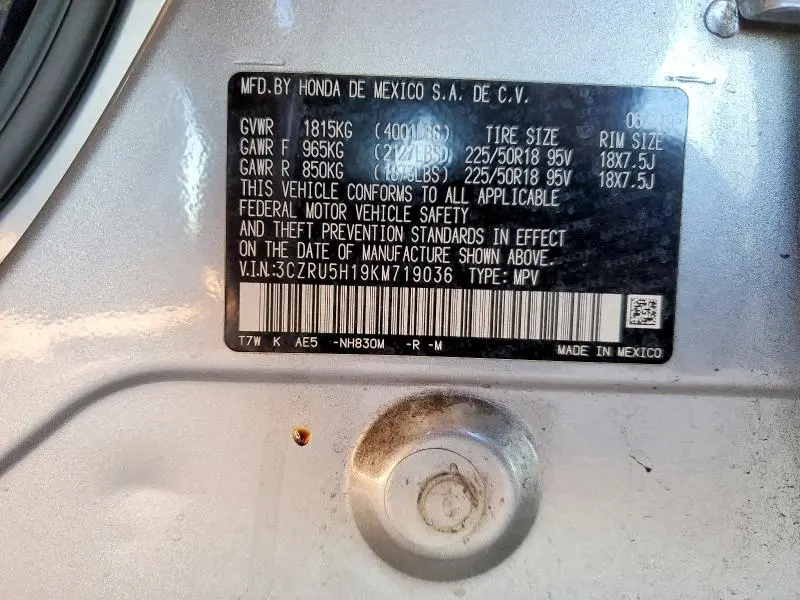 MFD.BY HONDA DE MEXICO S.A. DE C.V.
GVWR 1815KG (4001LBS) TIRE SIZE RIM SIZE
GAWR F 965KG (2127LBS) 225/50R18 95V 18X7.5J
GAWR R 850KG 225/50R18 95V 18X7.5J
THIS VEHICLE CONFORMS TO ALL APPLICABLE
FEDERAL MOTOR VEHICLE SAFETY
AND THEFT PREVENTION STANDARDS IN EFFECT
ON THE DATE OF MANUFACTURE SHOWN ABOVE.
V.I.N:3CZRU5H19KM719036 TYPE: MPV
T7W K AE5 -NH830M -R -M
MADE IN MEXICO